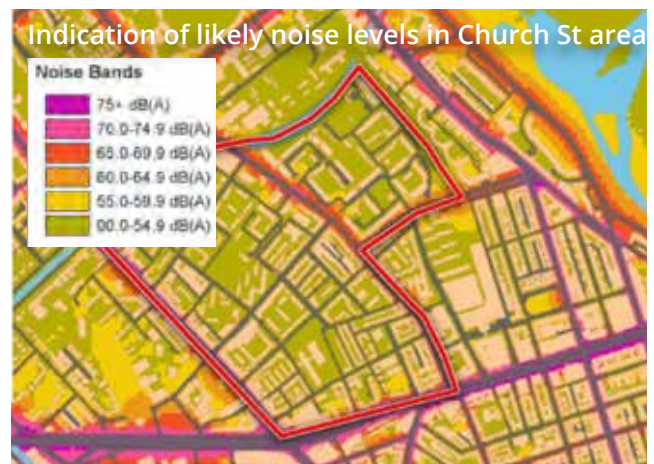 Indication of likely noise levels in Church St area
Noise Bands
75+ dB(A)
70.0-74.9 dB(A)
65.0-69.9 dB(A)
60.0-64.9 dB(A)
55.0-59.9 dB(A)
00.0-54.9 dB(A)